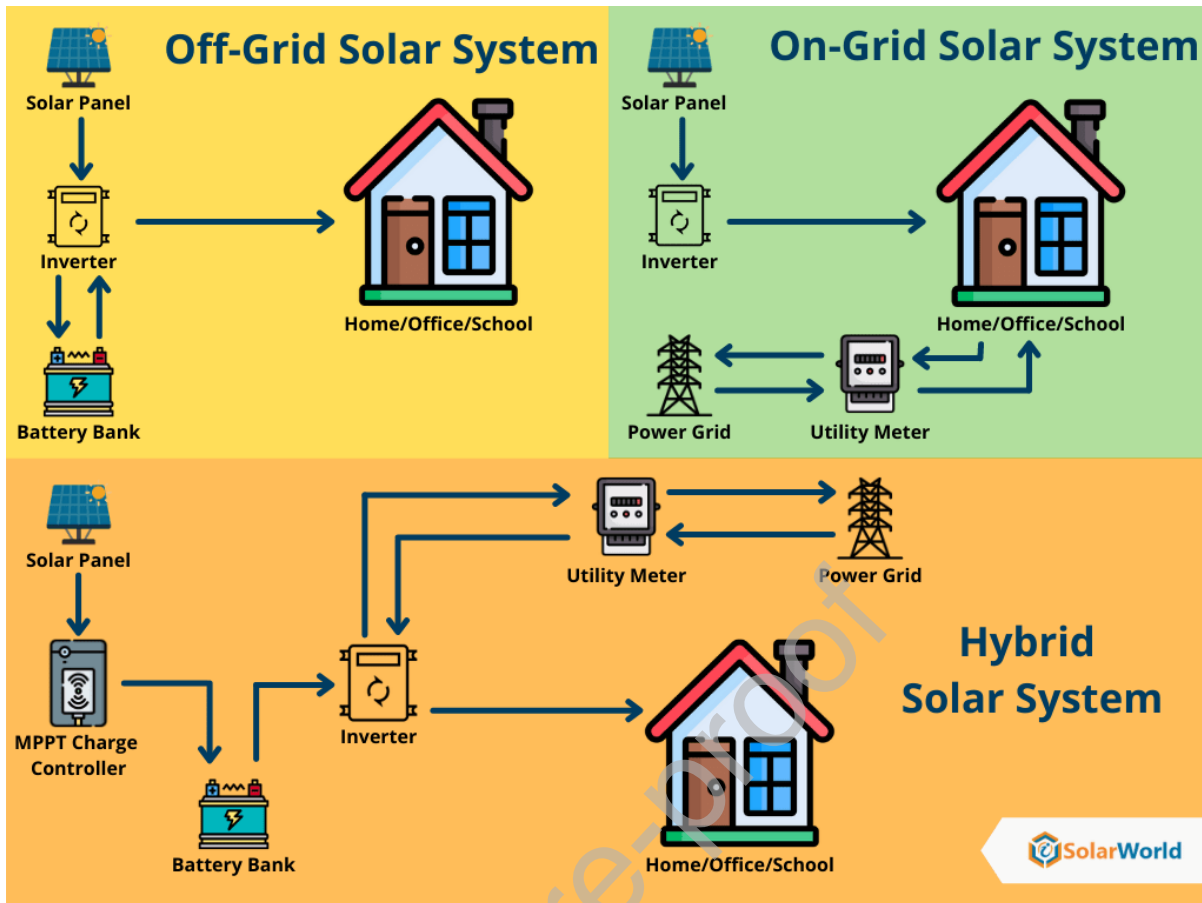 Off-Grid Solar System
Solar Panel
Inverter
Home/Office/School
Battery Bank
On-Grid Solar System
Solar Panel
Inverter
Home/Office/School
Power Grid
Utility Meter
Solar Panel
Utility Meter
Power Grid
Hybrid
Solar System
MPPT Charge
Controller
Inverter
Battery Bank
Home/Office/School
SolarWorld
e-proof